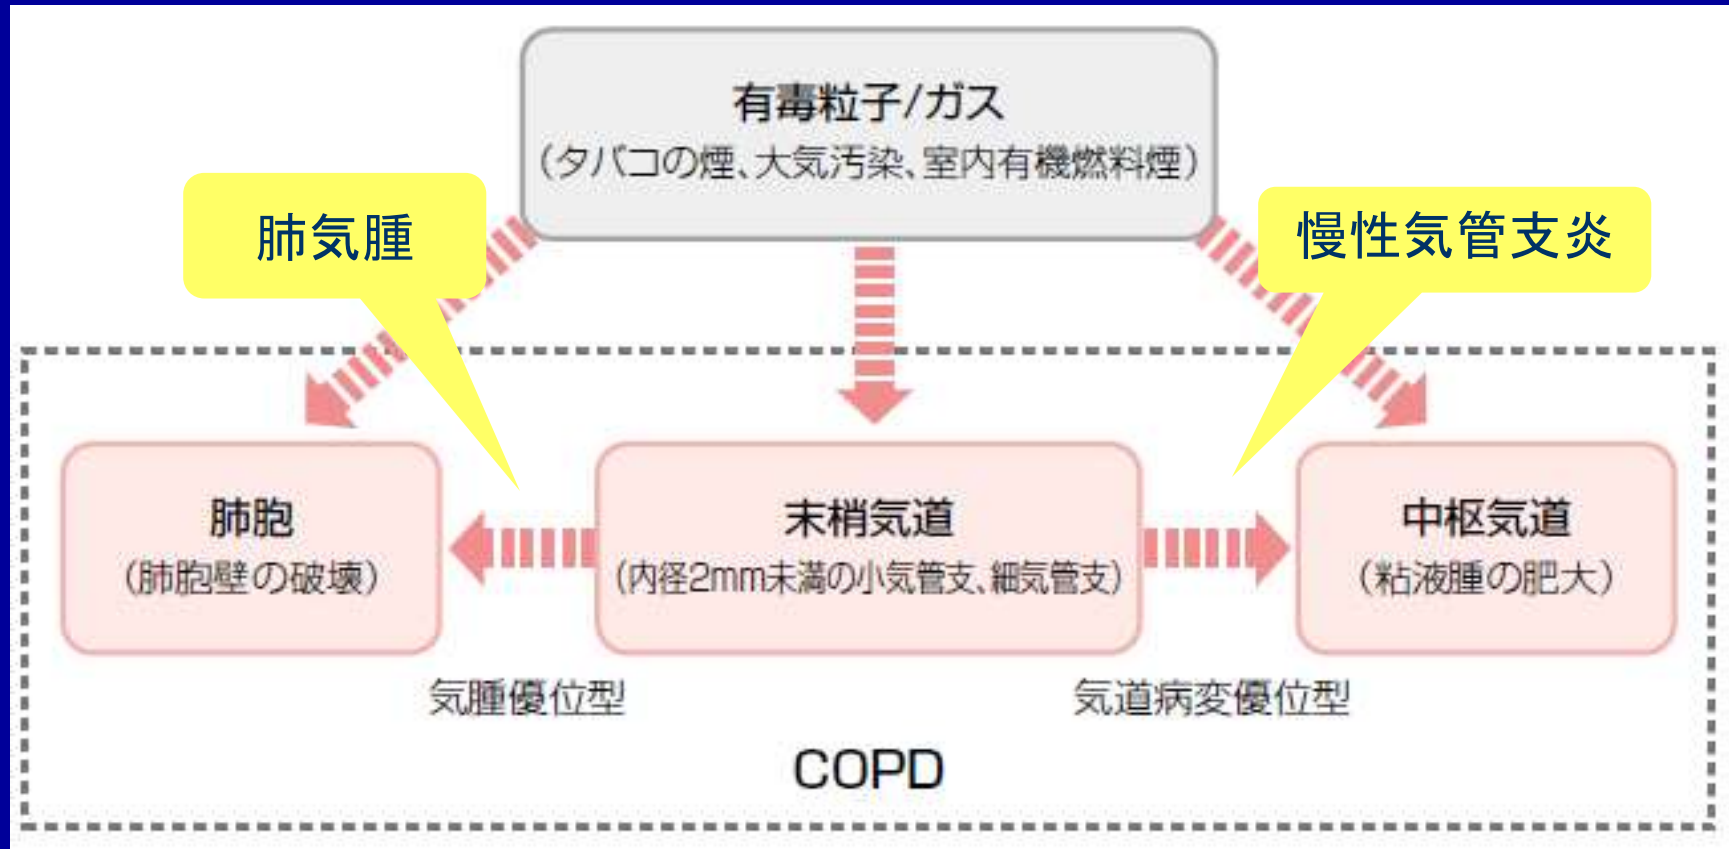 有毒粒子/ガス
(タバコの煙、大気汚染、室内有機燃料煙)
肺気腫
慢性気管支炎
肺胞
(肺胞壁の破壊)
末梢気道
(内径2mm未満の小気管支、細気管支)
中枢気道
(粘液腫の肥大)
気腫優位型
気道病変優位型
COPD